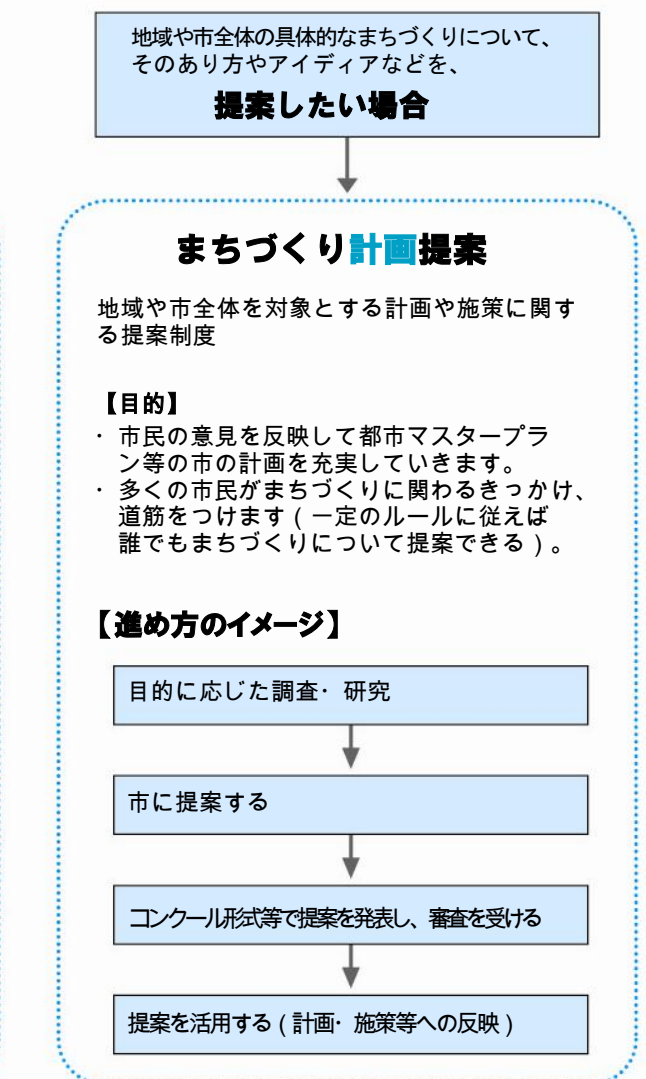 地域や市全体の具体的なまちづくりについて、
そのあり方やアイディアなどを、
提案したい場合
まちづくり計画提案
地域や市全体を対象とする計画や施策に関す
る提案制度
【目的】
・市民の意見を反映して都市マスタープラ
ン等の市の計画を充実していきます。
・多くの市民がまちづくりに関わるきっかけ、
道筋をつけます（一定のルールに従えば
誰でもまちづくりについて提案できる）。
【進め方のイメージ】
目的に応じた調査・研究
市に提案する
コンクール形式等で提案を発表し、審査を受ける
提案を活用する（計画・施策等への反映）